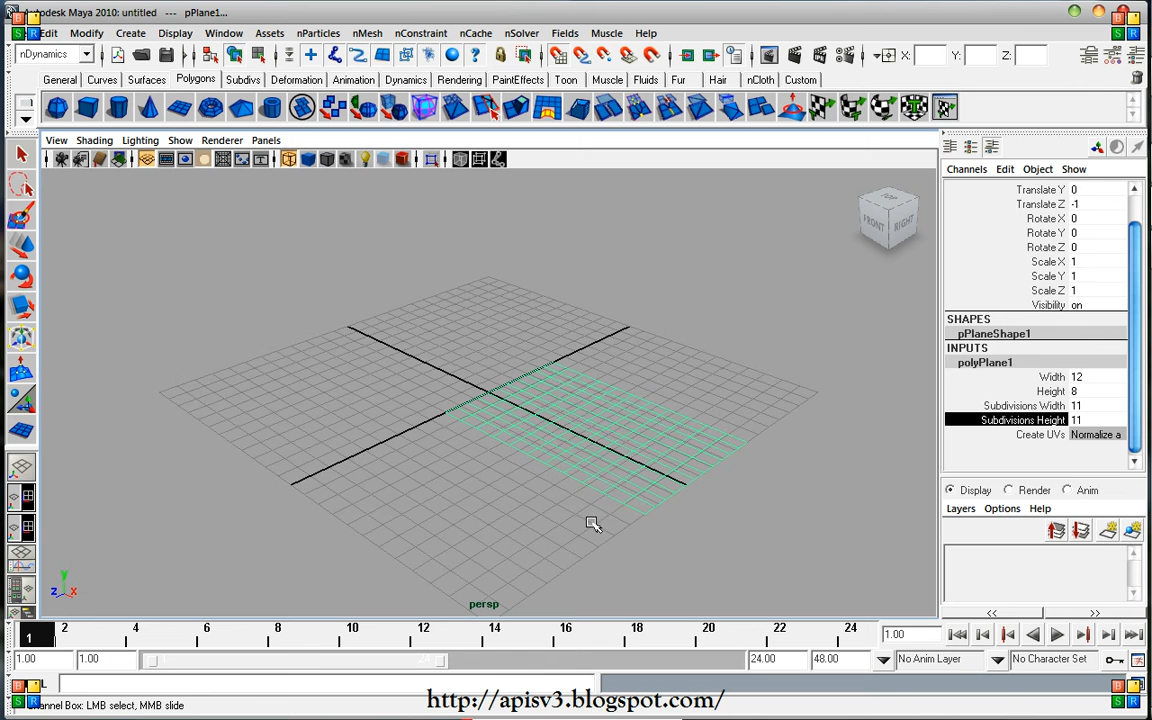 Autodesk Maya 2010: untitled --- pPlane1...
Edit Modify Create Display Window Assets nParticles nMesh nConstraint nCache nSolver Fields Muscle Help
nDynamics X: Y: Z:
General Curves Surfaces Polygons Subdivs Deformation Animation Dynamics Rendering PaintEffects Toon Muscle Fluids Fur Hair nCloth Custom
View Shading Lighting Show Renderer Panels
Channels Edit Object Show
Translate Y 0
Translate Z -1
Rotate X 0
Rotate Y 0
Rotate Z 0
Scale X 1
Scale Y 1
Scale Z 1
Visibility on
SHAPES
pPlaneShape1
INPUTS
polyPlane1
Width 12
Height 8
Subdivisions Width 11
Subdivisions Height 11
Create UVs Normalize a
TOP
FRONT RIGHT
Display Render Anim
Layers Options Help
y
z x
persp
<< >>
1 2 4 6 8 10 12 14 16 18 20 22 24 1.00
1.00 1.00 24 24.00 48.00 No Anim Layer No Character Set
http://apisv3.blogspot.com/
Channel Box: LMB select, MMB slide